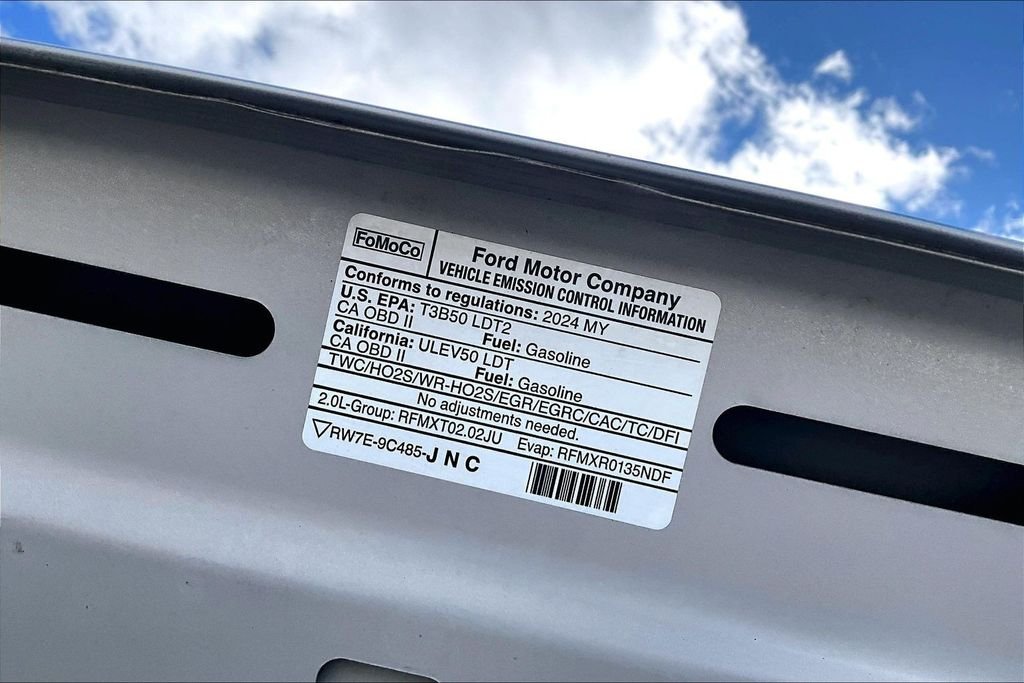 FoMoCo
Ford Motor Company
VEHICLE EMISSION CONTROL INFORMATION
Conforms to regulations: 2024 MY
U.S. EPA: T3B50 LDT2
CA OBD II Fuel: Gasoline
California: ULEV50 LDT
CA OBD II Fuel: Gasoline
TWC/HO2S/WR-HO2S/EGR/EGRC/CAC/TC/DFI
No adjustments needed.
2.0L-Group: RFMXT02.02JU Evap: RFMXR0135NDF
RW7E-9C485-J N C